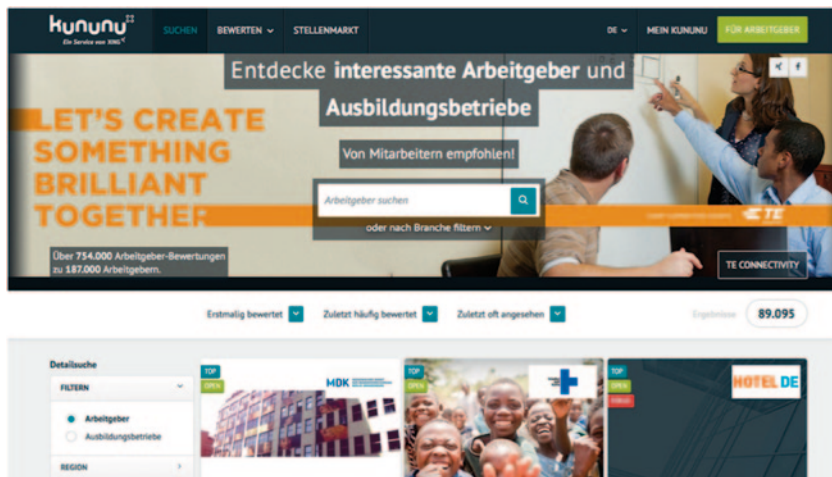 kununu
Ein Service von XING
SUCHEN
BEWERTEN
STELLENMARKT
DE
MEIN KUNUNU
FÜR ARBEITGEBER
Entdecke interessante Arbeitgeber und
Ausbildungsbetriebe
LET'S CREATE
SOMETHING
BRILLIANT
TOGETHER
Von Mitarbeitern empfohlen!
Arbeitgeber suchen
oder nach Branche filtern
TE
Über 754.000 Arbeitgeber-Bewertungen
zu 187.000 Arbeitgebern.
TE CONNECTIVITY
Erstmalig bewertet
Zuletzt häufig bewertet
Zuletzt oft angesehen
Ergebnisse
89.095
Detailsuche
FILTERN
Arbeitgeber
Ausbildungsbetriebe
REGION
TOP
OPEN
MDK
TOP
OPEN
TOP
OPEN
FOKUS
HOTEL DE